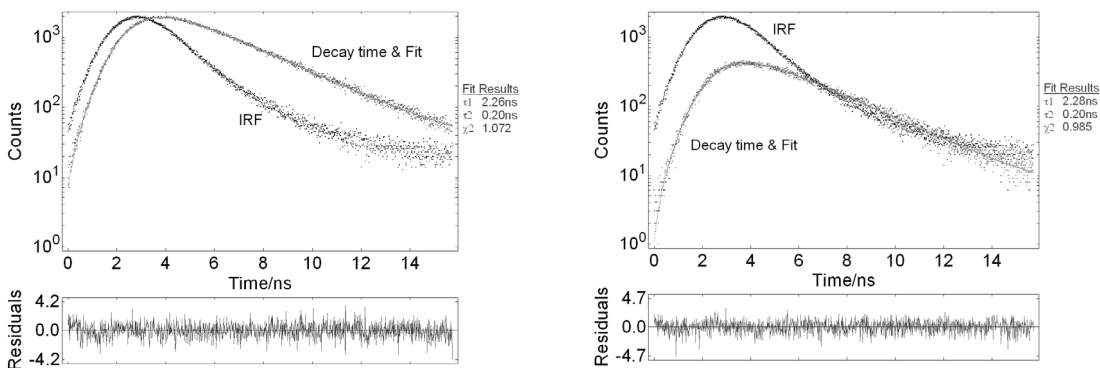 10³
10²
10¹
10⁰
Counts
Decay time & Fit
IRF
Fit Results
τ1 2.26ns
τ2 0.20ns
χ2 1.072
0 2 4 6 8 10 12 14
Time/ns
4.2
0.0
-4.2
Residuals
10³
10²
10¹
10⁰
Counts
IRF
Decay time & Fit
Fit Results
τ1 2.28ns
τ2 0.20ns
χ2 0.985
0 2 4 6 8 10 12 14
Time/ns
4.7
0.0
-4.7
Residuals